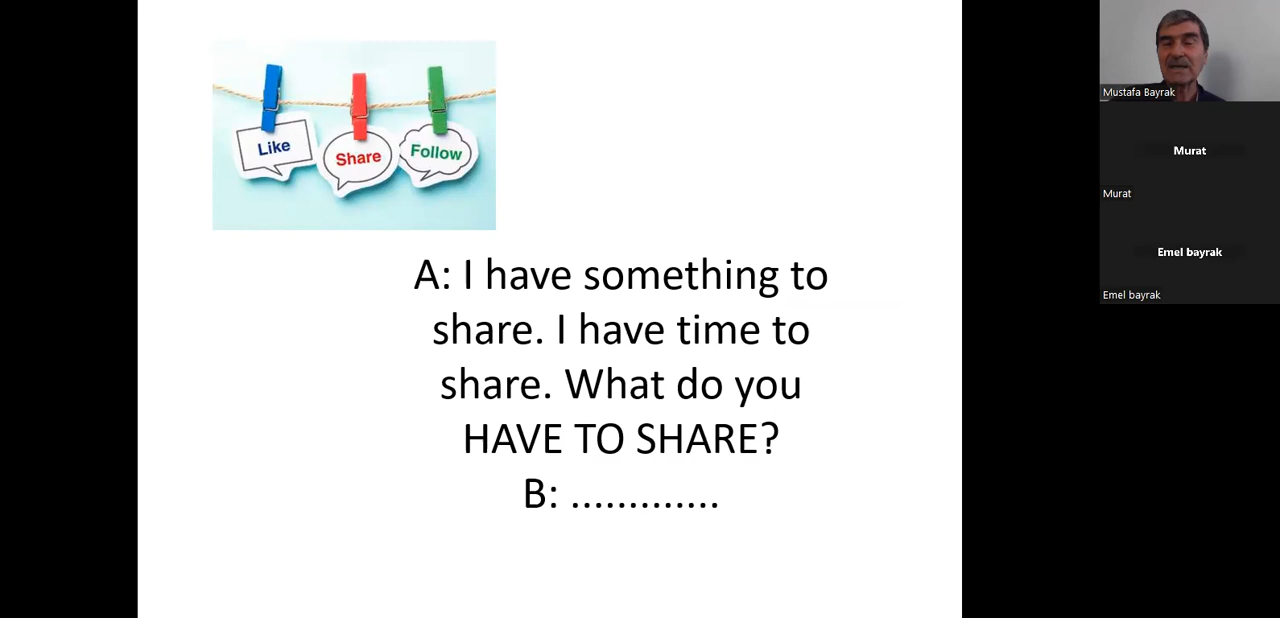 Like
Share
Follow
A: I have something to
share. I have time to
share. What do you
HAVE TO SHARE?
B: .............
Mustafa Bayrak
Murat
Murat
Emel bayrak
Emel bayrak